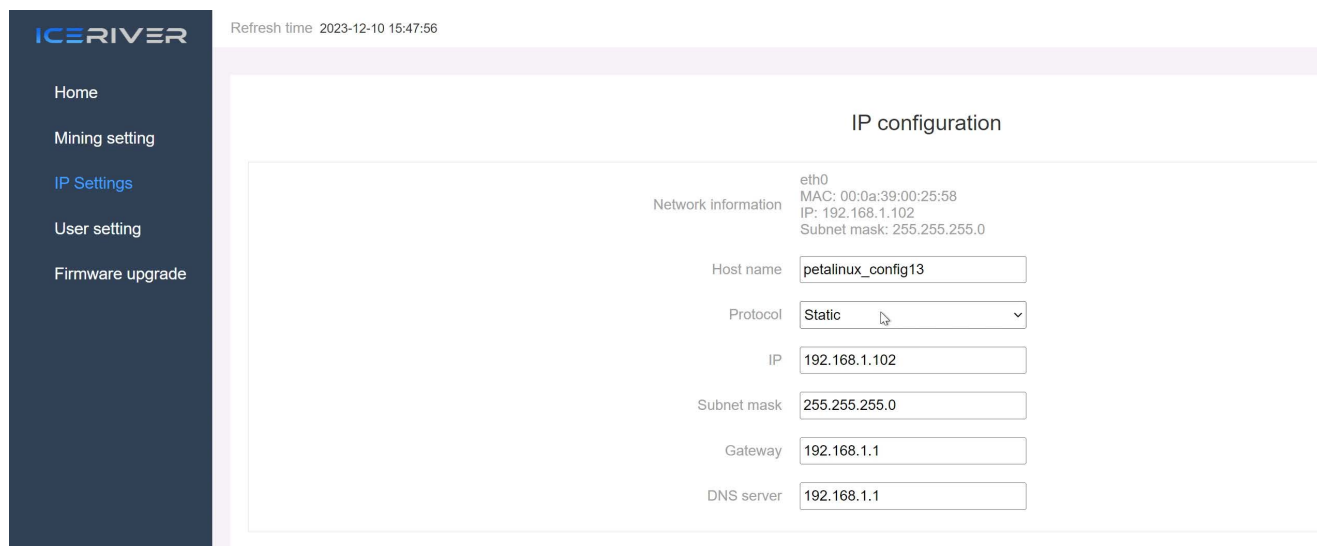 ICERIVER
Refresh time 2023-12-10 15:47:56
Home
Mining setting
IP Settings
User setting
Firmware upgrade
IP configuration
Network information
eth0
MAC: 00:0a:39:00:25:58
IP: 192.168.1.102
Subnet mask: 255.255.255.0
Host name petalinux_config13
Protocol Static
IP 192.168.1.102
Subnet mask 255.255.255.0
Gateway 192.168.1.1
DNS server 192.168.1.1